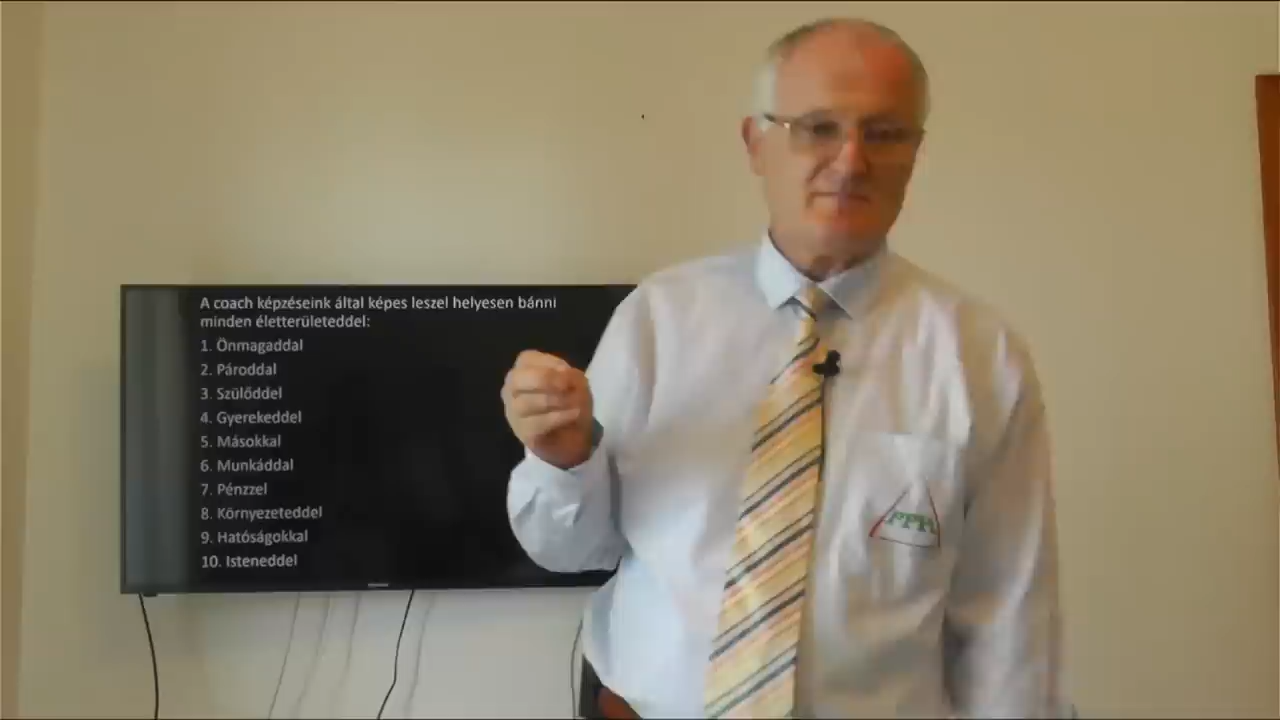 A coach képzéseink által képes leszel helyesen bánni
minden életterületeddel:
1. Önmagaddal
2. Pároddal
3. Szülőddel
4. Gyerekeddel
5. Másokkal
6. Munkáddal
7. Pénzzel
8. Környezeteddel
9. Hatóságokkal
10. Isteneddel